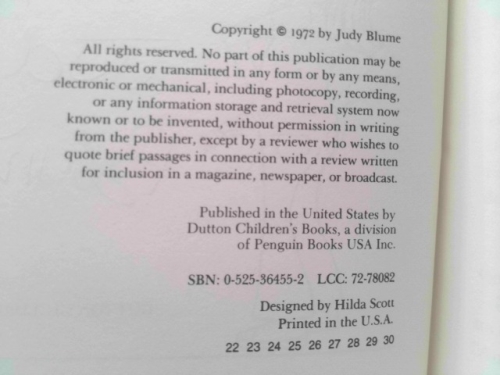 Copyright © 1972 by Judy Blume
All rights reserved. No part of this publication may be
reproduced or transmitted in any form or by any means,
electronic or mechanical, including photocopy, recording,
or any information storage and retrieval system now
known or to be invented, without permission in writing
from the publisher, except by a reviewer who wishes to
quote brief passages in connection with a review written
for inclusion in a magazine, newspaper, or broadcast.
Published in the United States by
Dutton Children's Books, a division
of Penguin Books USA Inc.
SBN: 0-525-36455-2 LCC: 72-78082
Designed by Hilda Scott
Printed in the U.S.A.
22 23 24 25 26 27 28 29 30